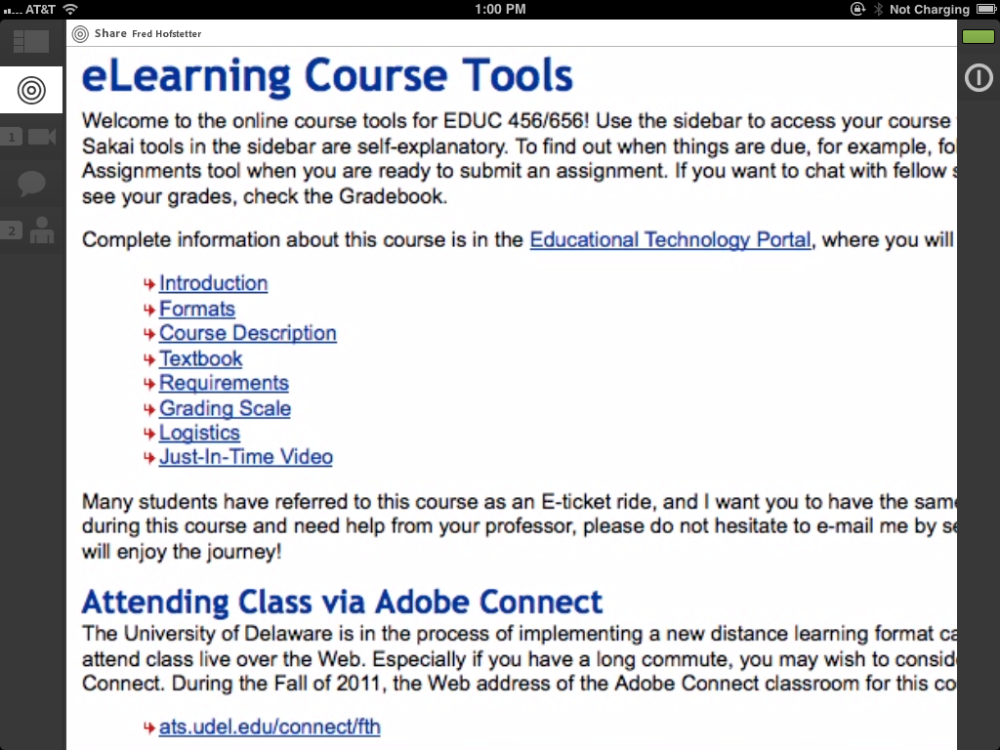 AT&T 1:00 PM Not Charging
Share Fred Hofstetter
eLearning Course Tools
Welcome to the online course tools for EDUC 456/656! Use the sidebar to access your course
Sakai tools in the sidebar are self-explanatory. To find out when things are due, for example, fo
Assignments tool when you are ready to submit an assignment. If you want to chat with fellow s
see your grades, check the Gradebook.
Complete information about this course is in the Educational Technology Portal, where you will
Introduction
Formats
Course Description
Textbook
Requirements
Grading Scale
Logistics
Just-In-Time Video
Many students have referred to this course as an E-ticket ride, and I want you to have the same
during this course and need help from your professor, please do not hesitate to e-mail me by se
will enjoy the journey!
Attending Class via Adobe Connect
The University of Delaware is in the process of implementing a new distance learning format ca
attend class live over the Web. Especially if you have a long commute, you may wish to consid
Connect. During the Fall of 2011, the Web address of the Adobe Connect classroom for this co
ats.udel.edu/connect/fth
1
2